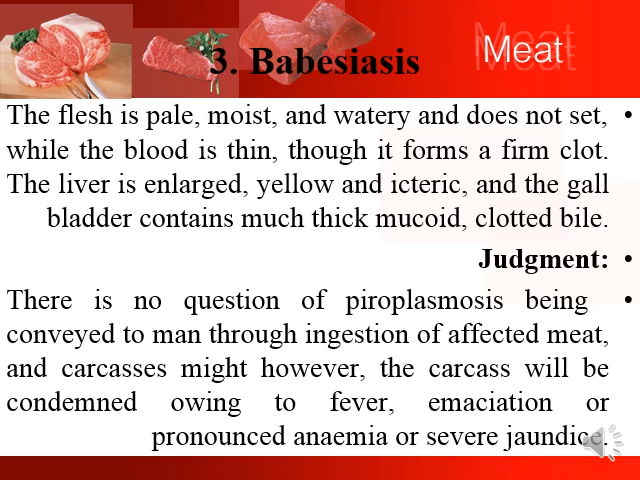 Meat
3. Babesiasis
The flesh is pale, moist, and watery and does not set, •
while the blood is thin, though it forms a firm clot.
The liver is enlarged, yellow and icteric, and the gall
bladder contains much thick mucoid, clotted bile.
Judgment: •
There is no question of piroplasmosis being •
conveyed to man through ingestion of affected meat,
and carcasses might however, the carcass will be
condemned owing to fever, emaciation or
pronounced anaemia or severe jaundice.